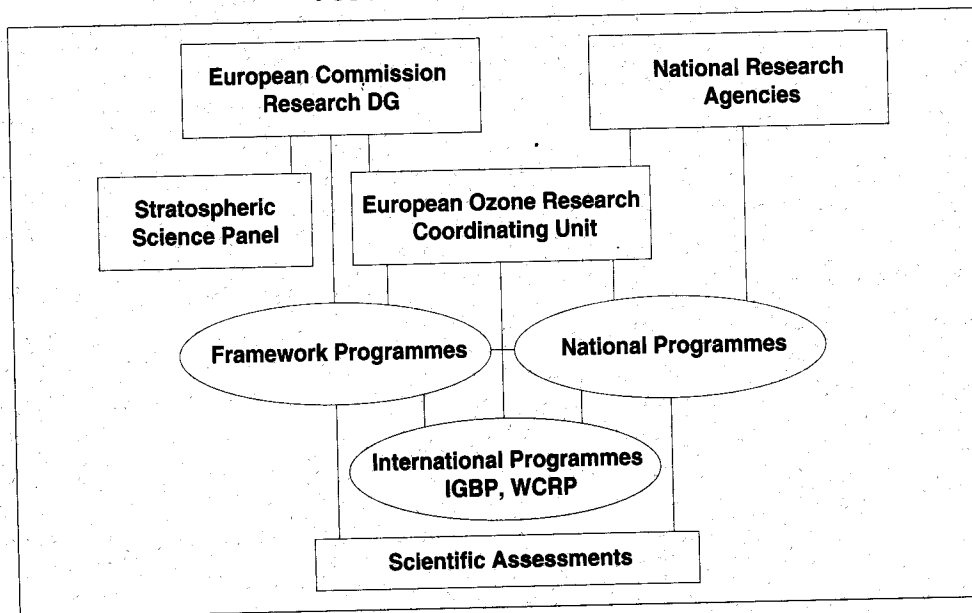 European Commission
Research DG
National Research
Agencies
Stratospheric
Science Panel
European Ozone Research
Coordinating Unit
Framework Programmes
National Programmes
International Programmes
IGBP, WCRP
Scientific Assessments